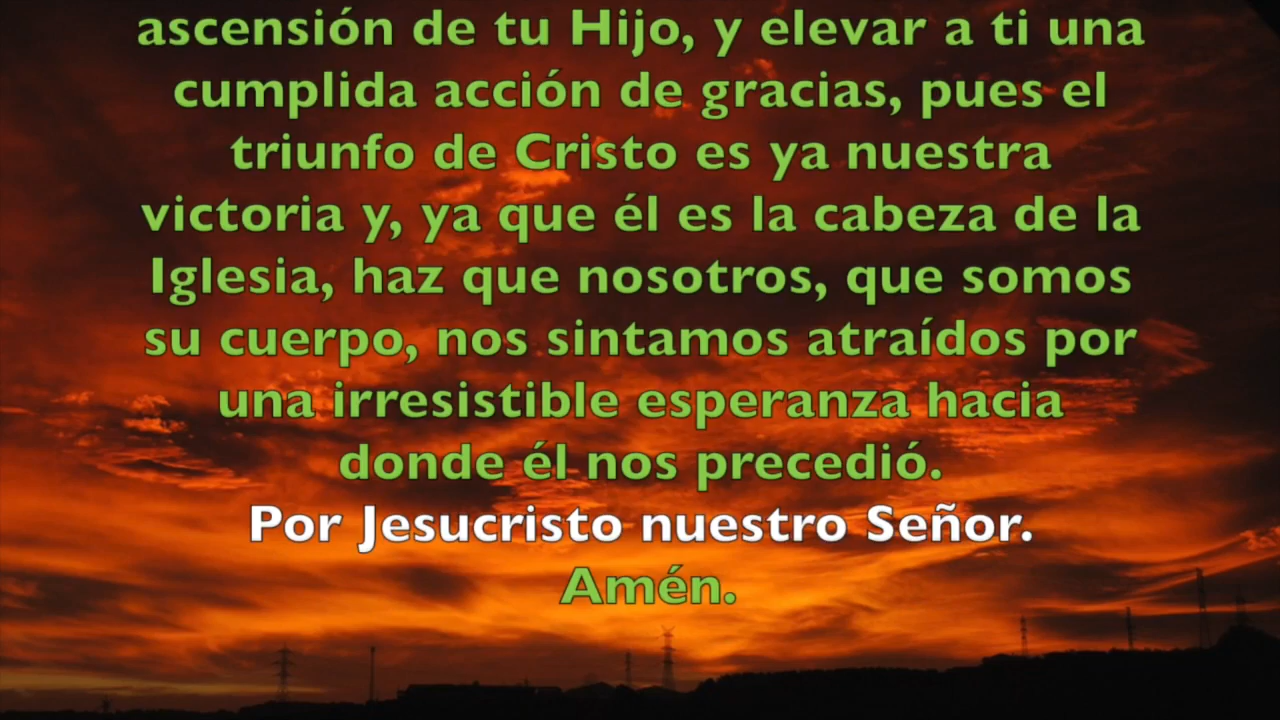 ascensión de tu Hijo, y elevar a ti una
cumplida acción de gracias, pues el
triunfo de Cristo es ya nuestra
victoria y, ya que él es la cabeza de la
Iglesia, haz que nosotros, que somos
su cuerpo, nos sintamos atraídos por
una irresistible esperanza hacia
donde él nos precedió.
Por Jesucristo nuestro Señor.
Amén.